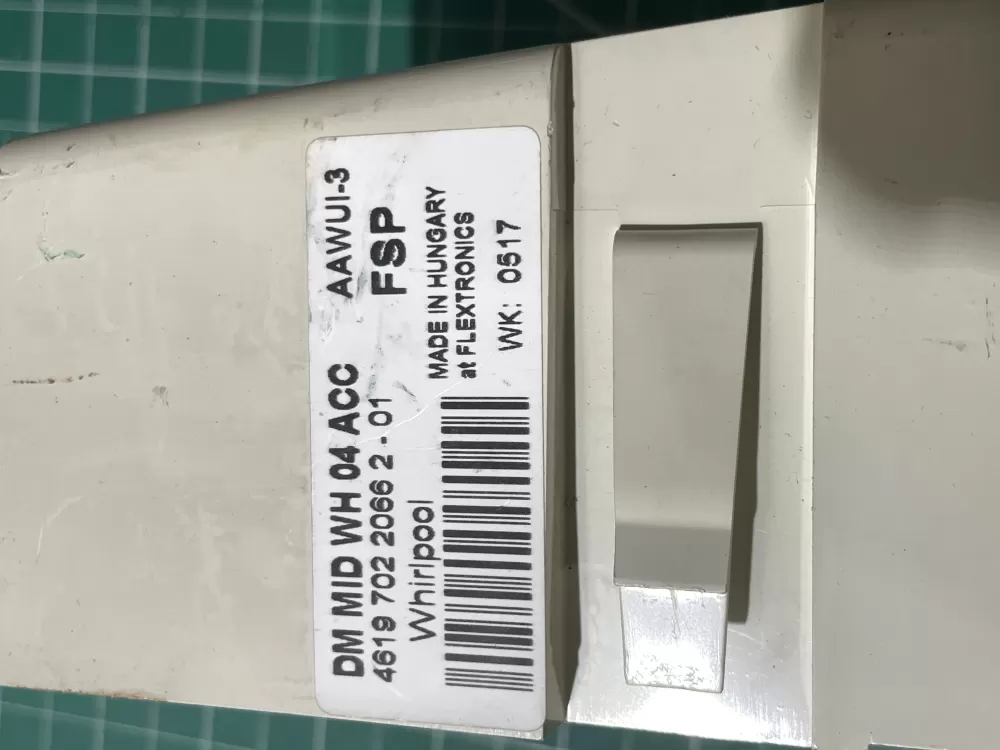 DM MID WH 04 ACC AAWUI-3
4619 702 2066 2 - 01 FSP
Whirlpool
MADE IN HUNGARY
at FLEXTRONICS
WK: 0517